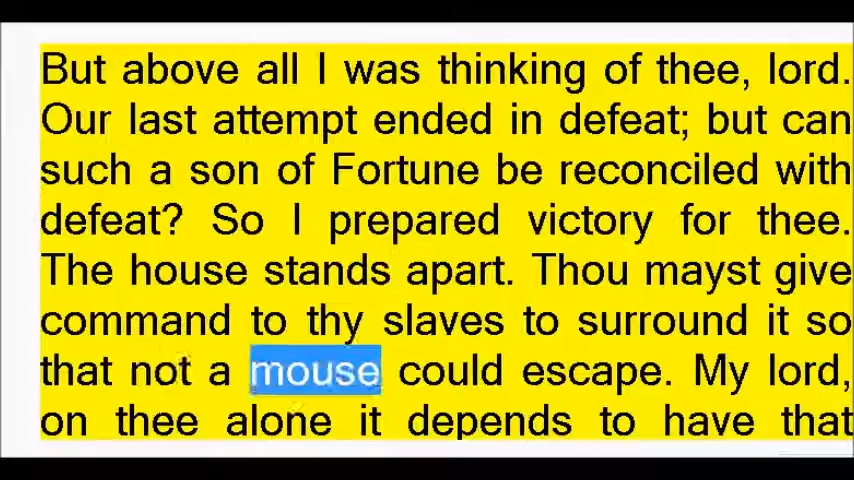 But above all I was thinking of thee, lord.
Our last attempt ended in defeat; but can
such a son of Fortune be reconciled with
defeat? So I prepared victory for thee.
The house stands apart. Thou mayst give
command to thy slaves to surround it so
that not a mouse could escape. My lord,
on thee alone it depends to have that